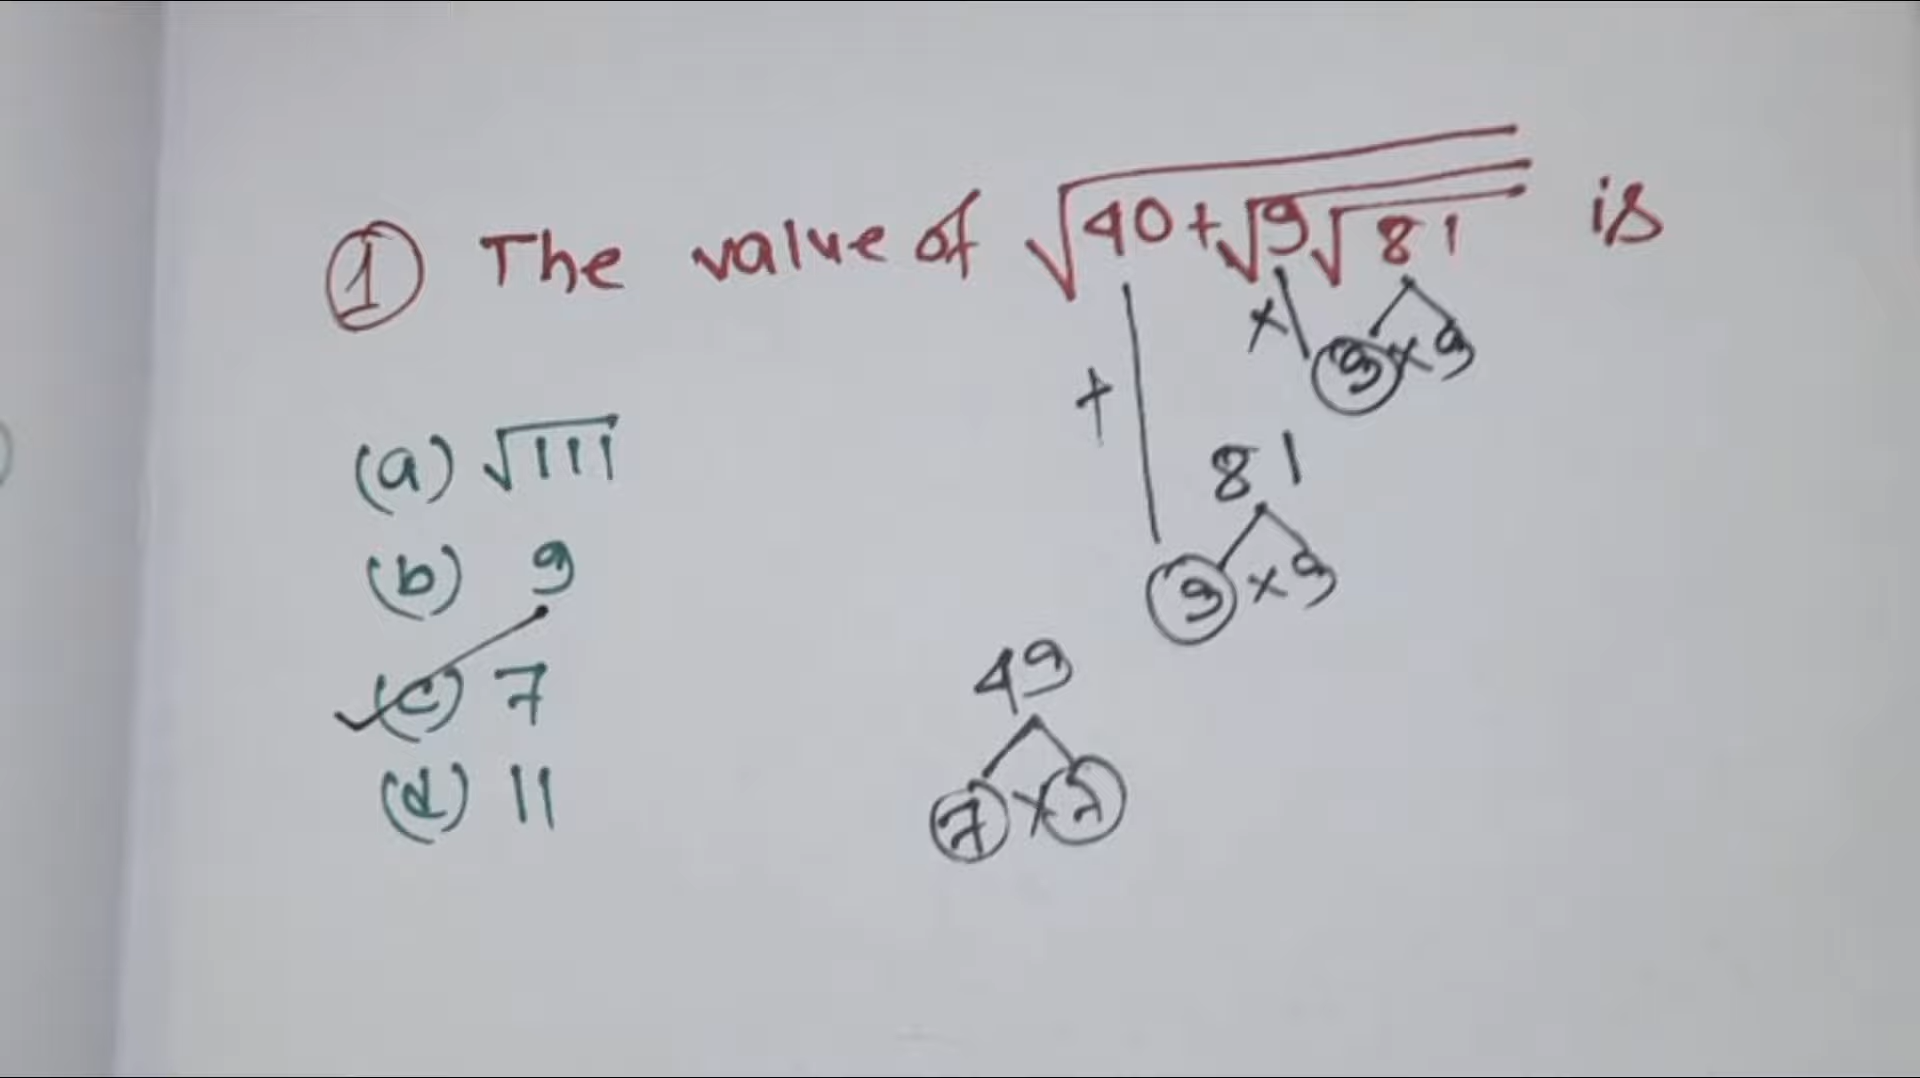 ① The value of √(40+√(9√81)) is
+ × 9×9
(a) √111
81
(b) 9
9×9
(c) 7
49
(d) 11
7×7